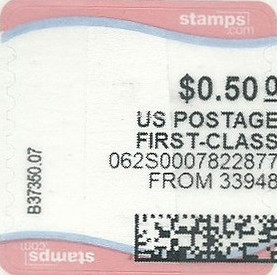 stamps
.com
$0.500
US POSTAGE
FIRST-CLASS
062S0007822877
FROM 33948
B37350.07
stamps
.com